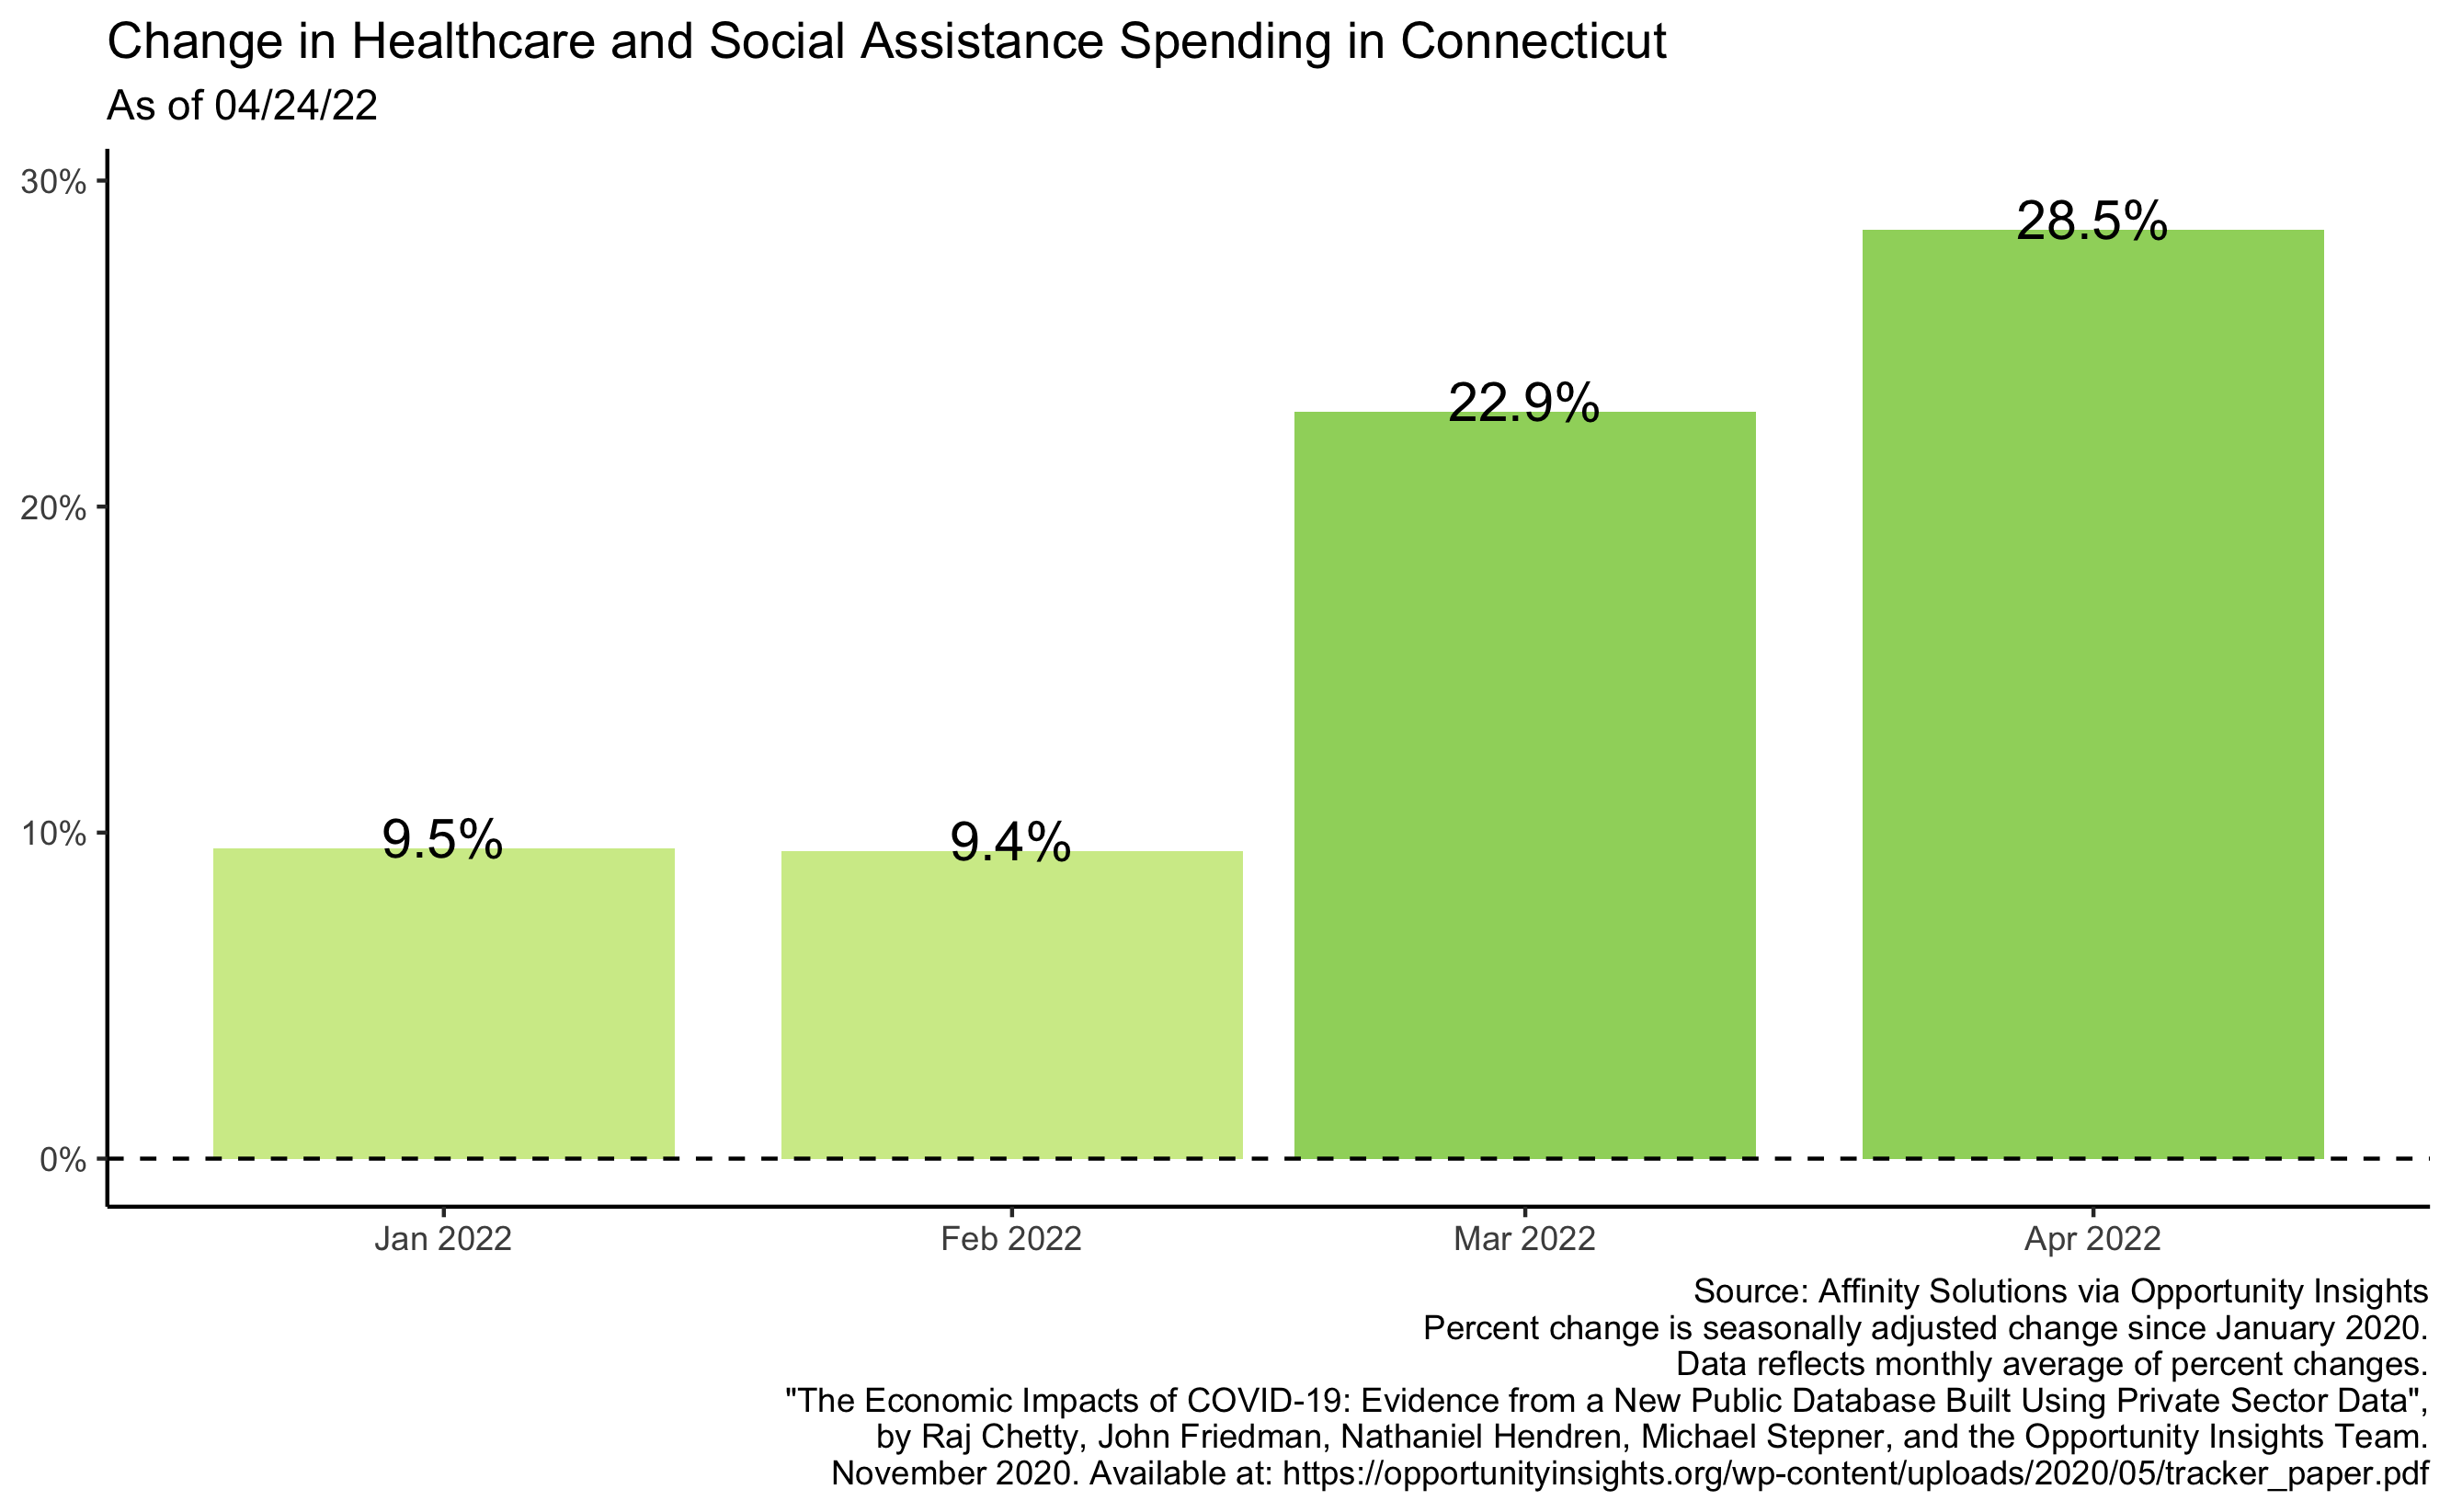 Change in Healthcare and Social Assistance Spending in Connecticut
As of 04/24/22
30%
20%
10%
0%
9.5%
9.4%
22.9%
28.5%
Jan 2022
Feb 2022
Mar 2022
Apr 2022
Source: Affinity Solutions via Opportunity Insights
Percent change is seasonally adjusted change since January 2020.
Data reflects monthly average of percent changes.
"The Economic Impacts of COVID-19: Evidence from a New Public Database Built Using Private Sector Data",
by Raj Chetty, John Friedman, Nathaniel Hendren, Michael Stepner, and the Opportunity Insights Team.
November 2020. Available at: https://opportunityinsights.org/wp-content/uploads/2020/05/tracker_paper.pdf